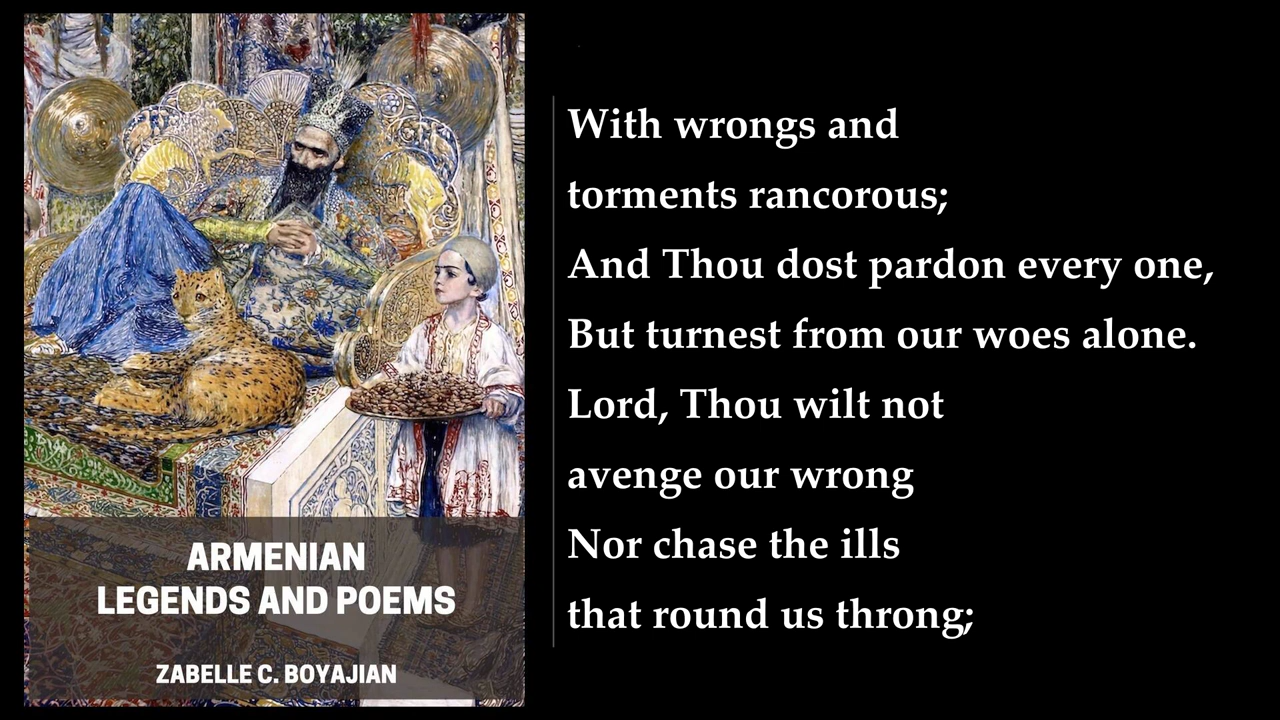 ARMENIAN
LEGENDS AND POEMS
ZABELLE C. BOYAJIAN
With wrongs and
torments rancorous;
And Thou dost pardon every one,
But turnest from our woes alone.
Lord, Thou wilt not
avenge our wrong
Nor chase the ills
that round us throng;